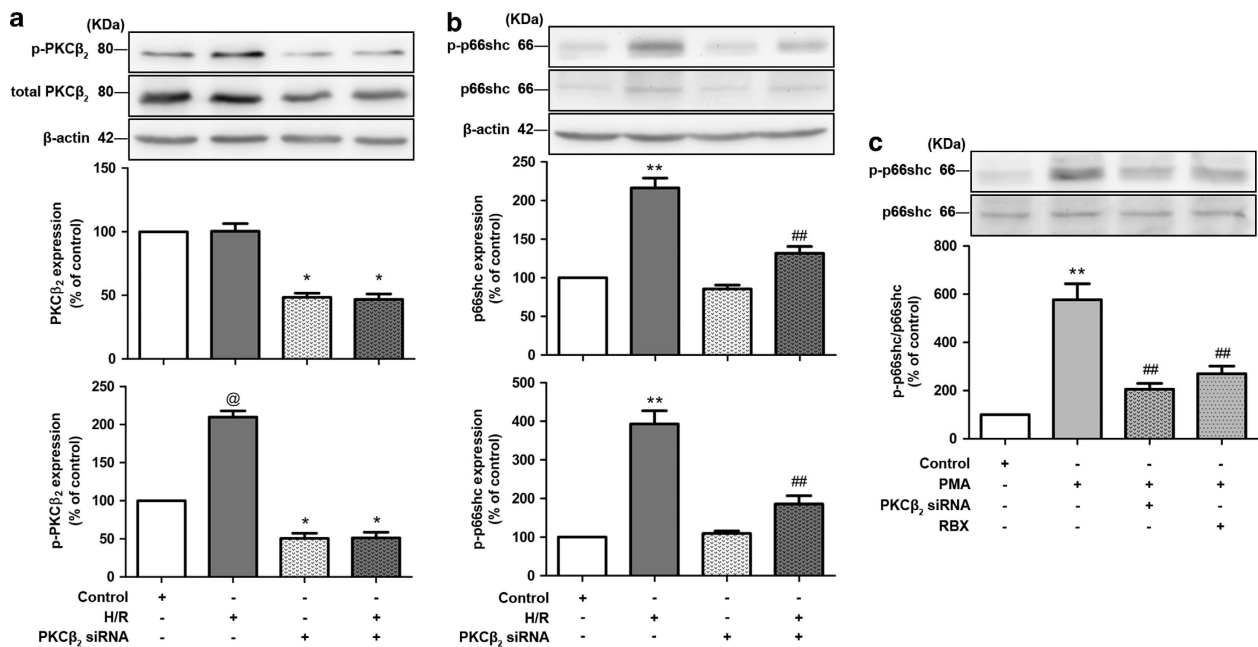 a
(KDa)
p-PKCβ₂ 80
total PKCβ₂ 80
β-actin 42
PKCβ₂ expression
(% of control)
150
100
50
0
* *
p-PKCβ₂ expression
(% of control)
250
200
150
100
50
0
@
* *
Control + - - -
H/R - + - +
PKCβ₂ siRNA - - + +
b
(KDa)
p-p66shc 66
p66shc 66
β-actin 42
p66shc expression
(% of control)
250
200
150
100
50
0
**
##
p-p66shc expression
(% of control)
500
400
300
200
100
0
**
##
Control + - - -
H/R - + - +
PKCβ₂ siRNA - - + +
c
(KDa)
p-p66shc 66
p66shc 66
p-p66shc/p66shc
(% of control)
800
600
400
200
0
**
##
##
Control + - - -
PMA - + + +
PKCβ₂ siRNA - - + -
RBX - - - +